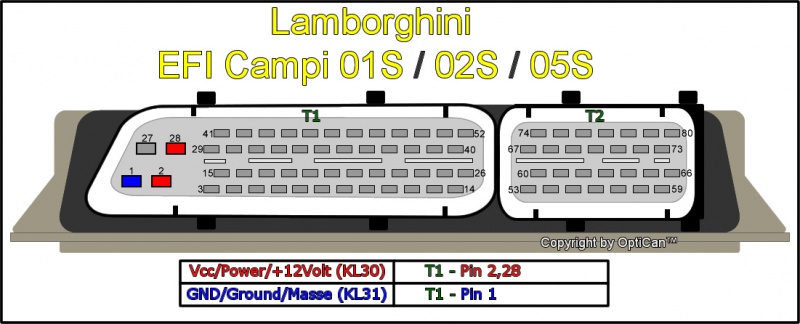 Lamborghini
EFI Campi 01S / 02S / 05S
T1 T2
41 52 74 80
27 28 29 40 67 73
1 2 15 26 60 66
3 14 53 59
Copyright by OptiCan™
Vcc/Power/+12Volt (KL30) T1 - Pin 2,28
GND/Ground/Masse (KL31) T1 - Pin 1